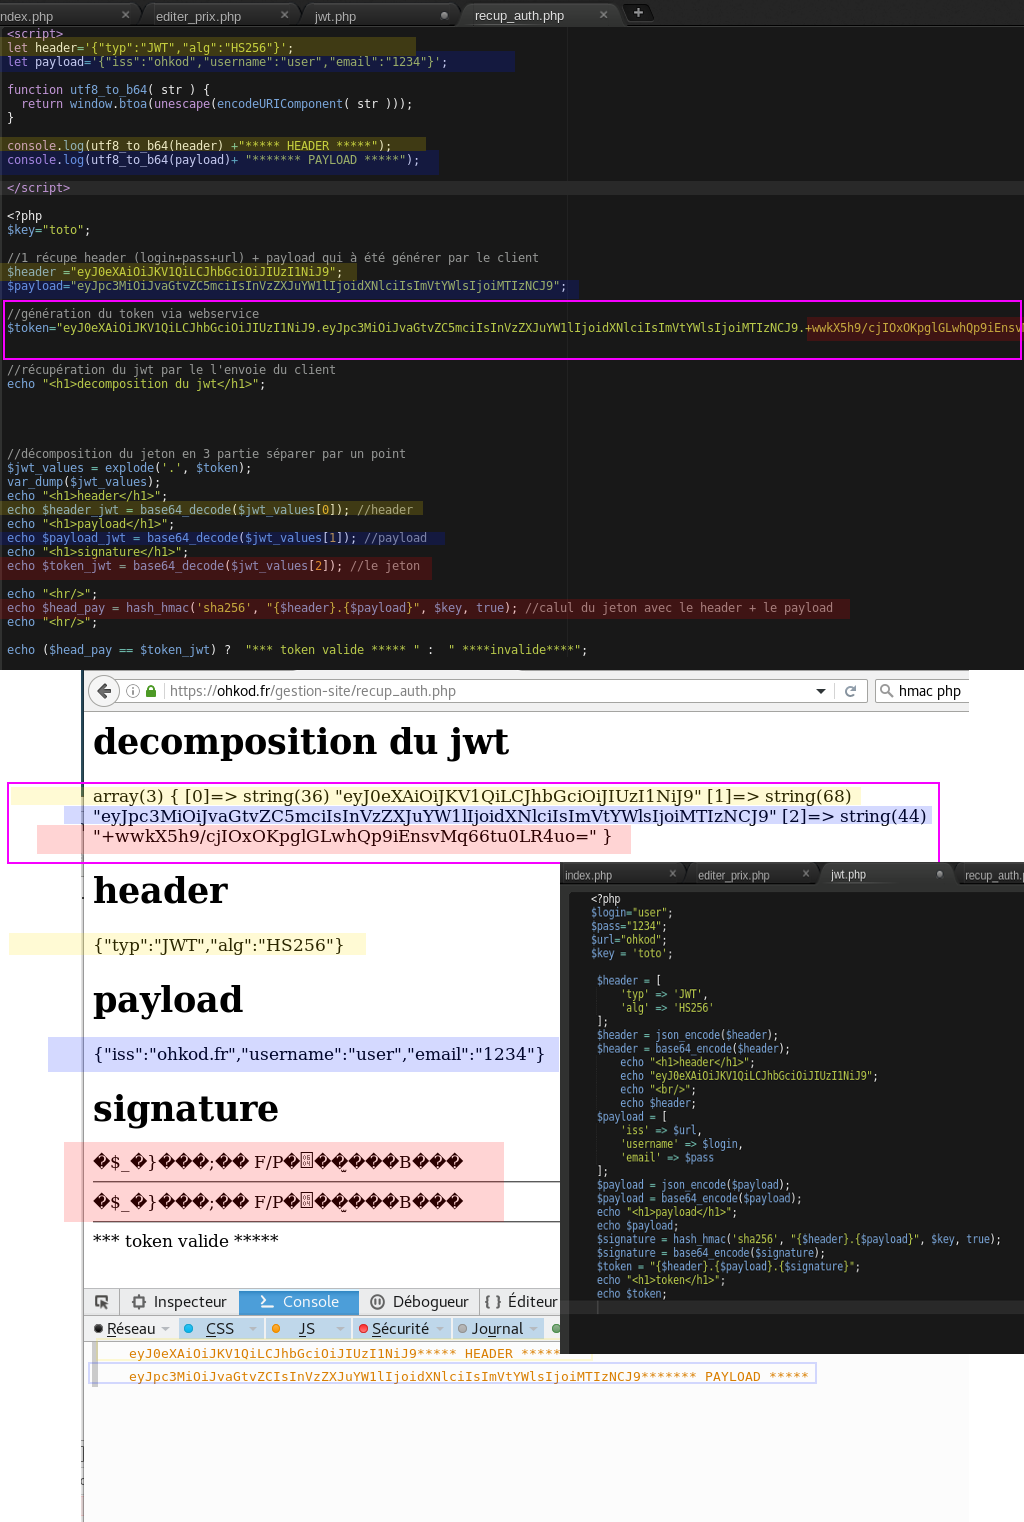 ndex.php × editer_prix.php × jwt.php recup_auth.php × +
<script>
let header='{"typ":"JWT","alg":"HS256"}';
let payload='{"iss":"ohkod","username":"user","email":"1234"}';
function utf8_to_b64( str ) {
return window.btoa(unescape(encodeURIComponent( str )));
}
console.log(utf8_to_b64(header) +"***** HEADER *****");
console.log(utf8_to_b64(payload)+ "******* PAYLOAD *****");
</script>
<?php
$key="toto";
//1 récupe header (login+pass+url) + payload qui à été générer par le client
$header ="eyJ0eXAiOiJKV1QiLCJhbGciOiJIUzI1NiJ9";
$payload="eyJpc3MiOiJvaGtvZC5mciIsInVzZXJuYW1lIjoidXNlciIsImVtYWlsIjoiMTIzNCJ9";
//génération du token via webservice
$token="eyJ0eXAiOiJKV1QiLCJhbGciOiJIUzI1NiJ9.eyJpc3MiOiJvaGtvZC5mciIsInVzZXJuYW1lIjoidXNlciIsImVtYWlsIjoiMTIzNCJ9.+wwkX5h9/cjIOxOKpglGLwhQp9iEnsv
//récupération du jwt par le l'envoie du client
echo "<h1>decomposition du jwt</h1>";
//décomposition du jeton en 3 partie séparer par un point
$jwt_values = explode('.', $token);
var_dump($jwt_values);
echo "<h1>header</h1>";
echo $header_jwt = base64_decode($jwt_values[0]); //header
echo "<h1>payload</h1>";
echo $payload_jwt = base64_decode($jwt_values[1]); //payload
echo "<h1>signature</h1>";
echo $token_jwt = base64_decode($jwt_values[2]); //le jeton
echo "<hr/>";
echo $head_pay = hash_hmac('sha256', "{$header}.{$payload}", $key, true); //calul du jeton avec le header + le payload
echo "<hr/>";
echo ($head_pay == $token_jwt) ? "*** token valide ***** " : " ****invalide****";
https://ohkod.fr/gestion-site/recup_auth.php hmac php
decomposition du jwt
array(3) { [0]=> string(36) "eyJ0eXAiOiJKV1QiLCJhbGciOiJIUzI1NiJ9" [1]=> string(68)
"eyJpc3MiOiJvaGtvZC5mciIsInVzZXJuYW1lIjoidXNlciIsImVtYWlsIjoiMTIzNCJ9" [2]=> string(44)
"+wwkX5h9/cjIOxOKpglGLwhQp9iEnsvMq66tu0LR4uo=" }
header
{"typ":"JWT","alg":"HS256"}
payload
{"iss":"ohkod.fr","username":"user","email":"1234"}
signature
�$_�}���;�� F/P� �������B���
�$_�}���;�� F/P� �������B���
*** token valide *****
Inspecteur Console Débogueur { } Éditeur
Réseau CSS JS Sécurité Journal
eyJ0eXAiOiJKV1QiLCJhbGciOiJIUzI1NiJ9***** HEADER *****
eyJpc3MiOiJvaGtvZCIsInVzZXJuYW1lIjoidXNlciIsImVtYWlsIjoiMTIzNCJ9******* PAYLOAD *****
index.php × editer_prix.php × jwt.php recup_auth.p
<?php
$login="user";
$pass="1234";
$url="ohkod";
$key = 'toto';
$header = [
'typ' => 'JWT',
'alg' => 'HS256'
];
$header = json_encode($header);
$header = base64_encode($header);
echo "<h1>header</h1>";
echo "eyJ0eXAiOiJKV1QiLCJhbGciOiJIUzI1NiJ9";
echo "<br/>";
echo $header;
$payload = [
'iss' => $url,
'username' => $login,
'email' => $pass
];
$payload = json_encode($payload);
$payload = base64_encode($payload);
echo "<h1>payload</h1>";
echo $payload;
$signature = hash_hmac('sha256', "{$header}.{$payload}", $key, true);
$signature = base64_encode($signature);
$token = "{$header}.{$payload}.{$signature}";
echo "<h1>token</h1>";
echo $token;